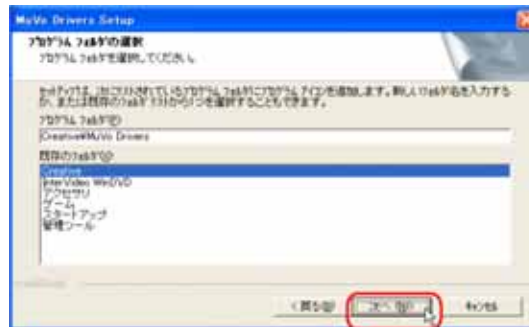 MuVo Drivers Setup
プログラム フォルダの選択
プログラム フォルダを選択してください。
セットアップは、次にリストされているプログラム フォルダにプログラム アイコンを追加します。新しいフォルダ名を入力する
か、または既存のフォルダ リストから1つを選択することもできます。
プログラム フォルダ(P)
Creative¥MuVo Drivers
既存のフォルダ(X)
Creative
InterVideo WinDVD
アクセサリ
ゲーム
スタートアップ
管理ツール
< 戻る(B)
次へ(N) >
キャンセル